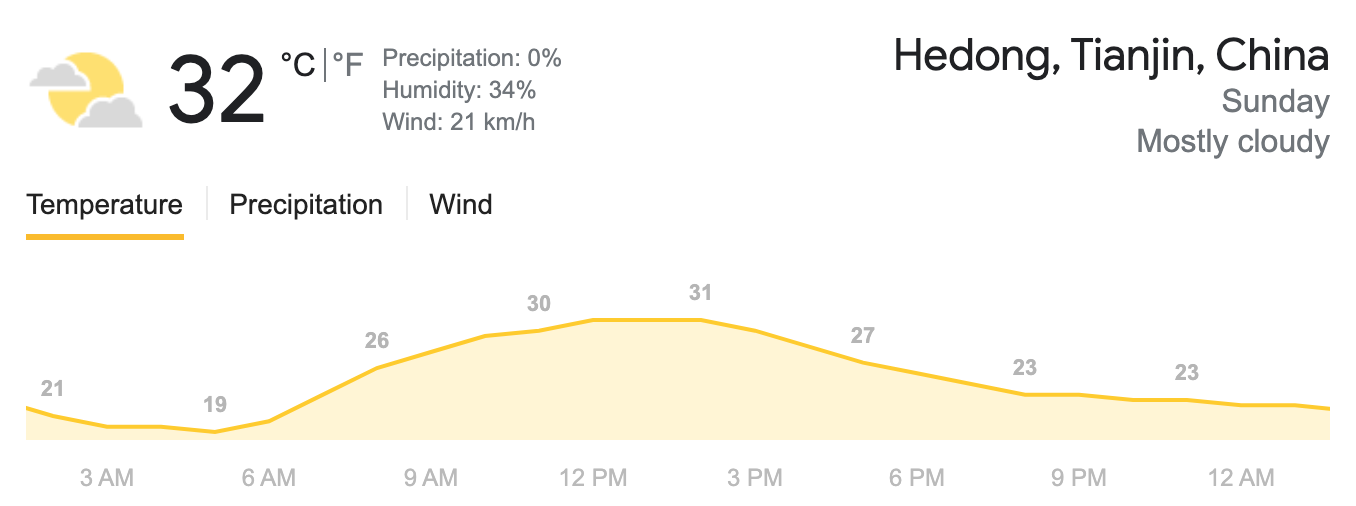 32 °C|°F
Precipitation: 0%
Humidity: 34%
Wind: 21 km/h
Hedong, Tianjin, China
Sunday
Mostly cloudy
Temperature Precipitation Wind
21 19 26 30 31 27 23 23
3 AM 6 AM 9 AM 12 PM 3 PM 6 PM 9 PM 12 AM